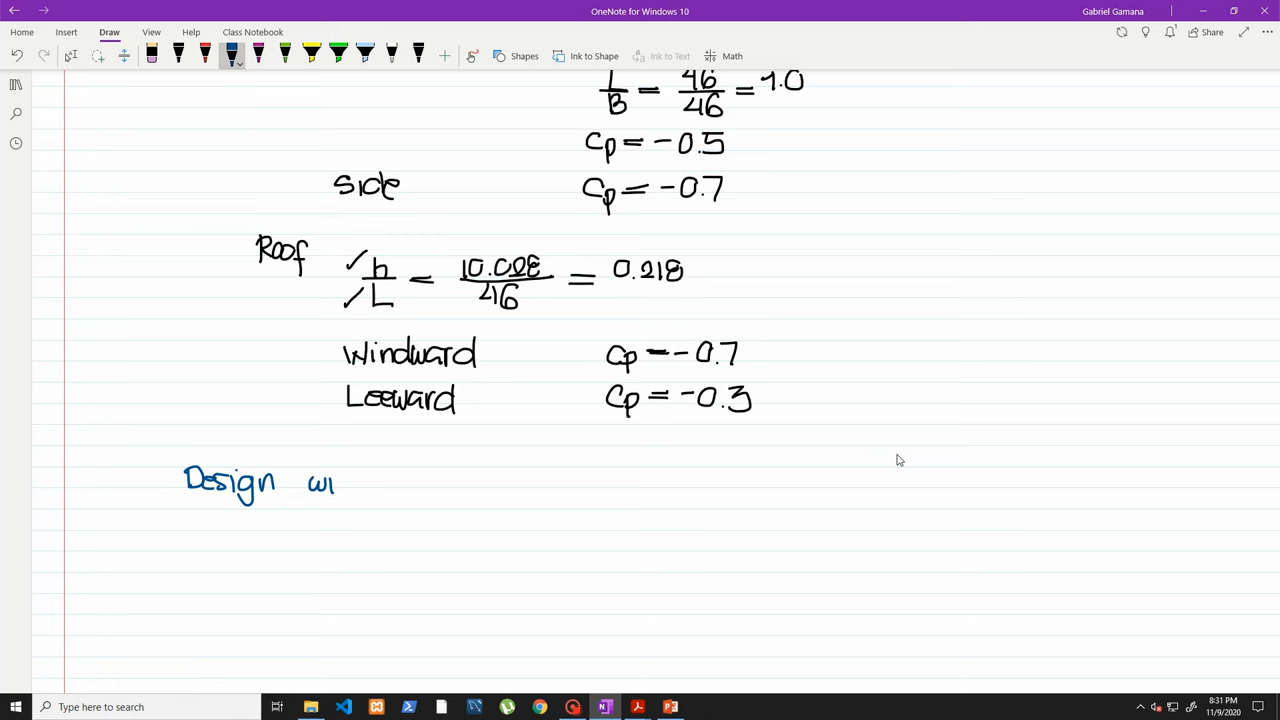 OneNote for Windows 10
Gabriel Gamana
Home Insert Draw View Help Class Notebook Share
Shapes Ink to Shape Ink to Text Math
L/B = 46/46 = 1.0
Cp = -0.5
Side Cp = -0.7
Roof h/L = 10.028/46 = 0.218
Windward Cp = -0.7
Leeward Cp = -0.3
Design wi
Type here to search
8:31 PM
11/9/2020